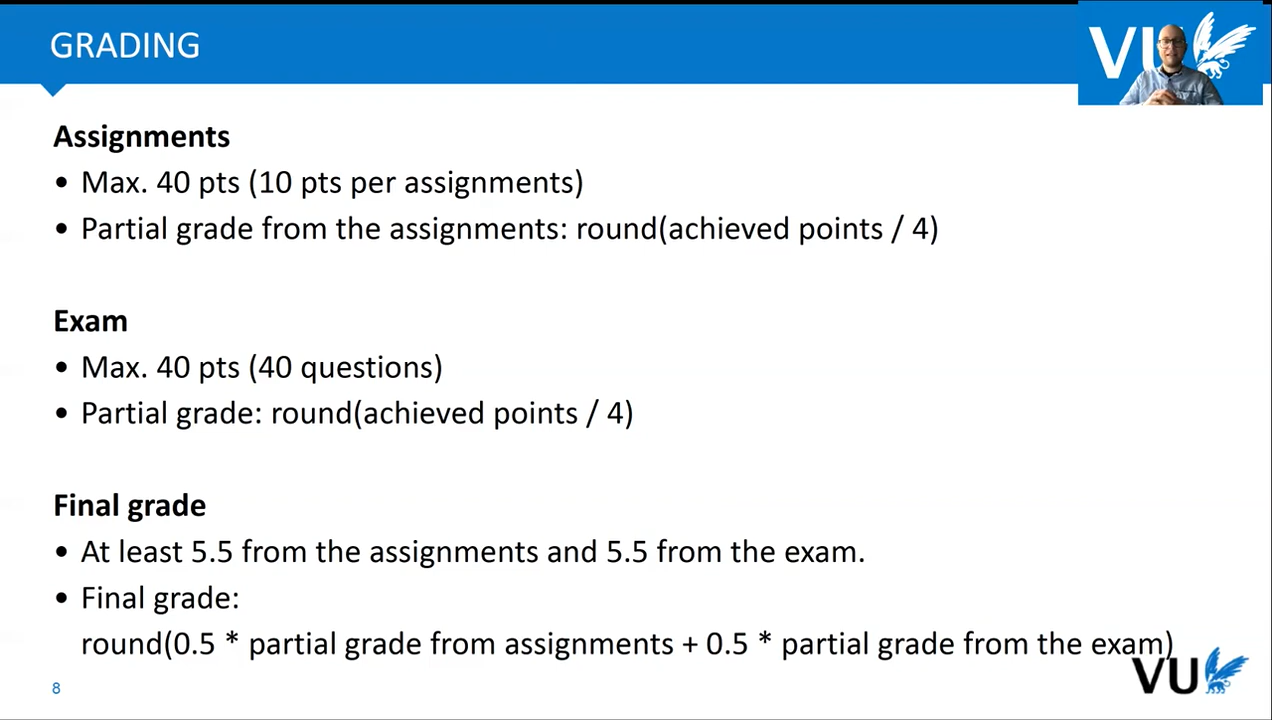 GRADING
VU
Assignments
• Max. 40 pts (10 pts per assignments)
• Partial grade from the assignments: round(achieved points / 4)
Exam
• Max. 40 pts (40 questions)
• Partial grade: round(achieved points / 4)
Final grade
• At least 5.5 from the assignments and 5.5 from the exam.
• Final grade:
round(0.5 * partial grade from assignments + 0.5 * partial grade from the exam)
VU
8